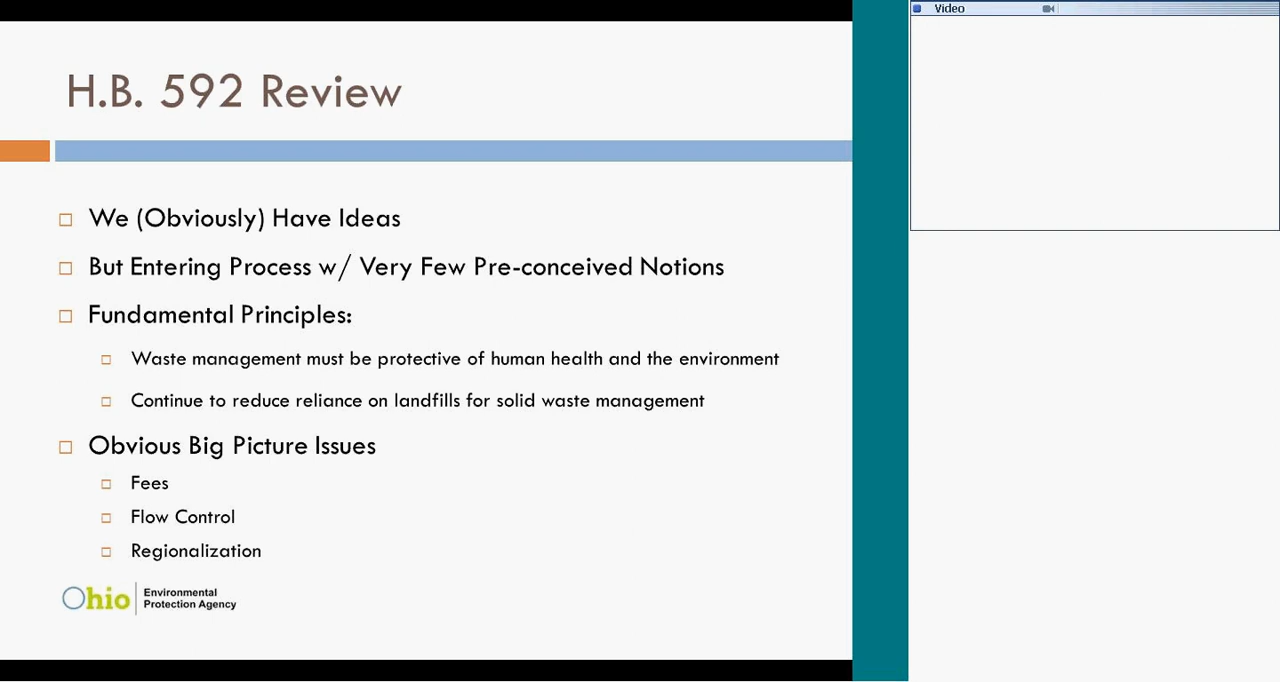 H.B. 592 Review
We (Obviously) Have Ideas
But Entering Process w/ Very Few Pre-conceived Notions
Fundamental Principles:
Waste management must be protective of human health and the environment
Continue to reduce reliance on landfills for solid waste management
Obvious Big Picture Issues
Fees
Flow Control
Regionalization
Ohio
Environmental
Protection Agency
Video